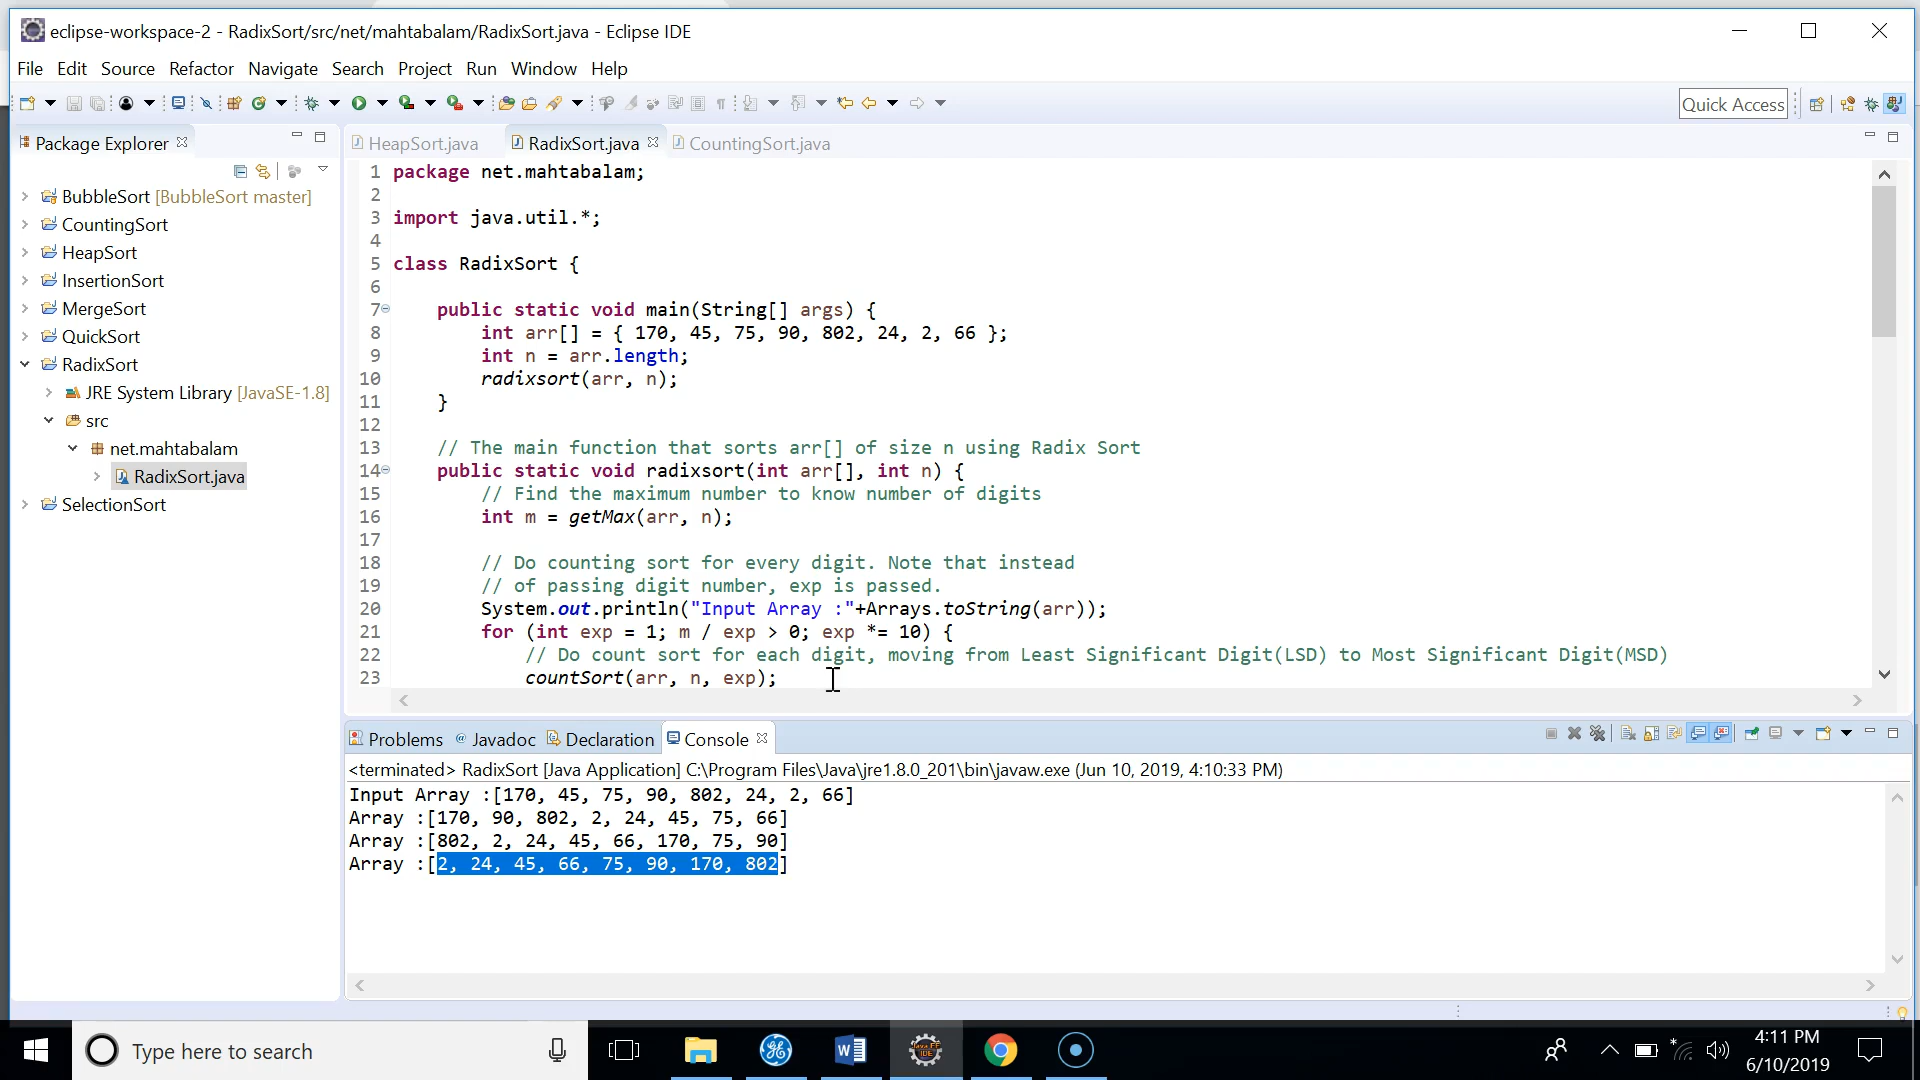 eclipse-workspace-2 - RadixSort/src/net/mahtabalam/RadixSort.java - Eclipse IDE
File Edit Source Refactor Navigate Search Project Run Window Help
Quick Access
Package Explorer
HeapSort.java RadixSort.java CountingSort.java
BubbleSort [BubbleSort master]
CountingSort
HeapSort
InsertionSort
MergeSort
QuickSort
RadixSort
JRE System Library [JavaSE-1.8]
src
net.mahtabalam
RadixSort.java
SelectionSort
1 package net.mahtabalam;
2
3 import java.util.*;
4
5 class RadixSort {
6
7 public static void main(String[] args) {
8 int arr[] = { 170, 45, 75, 90, 802, 24, 2, 66 };
9 int n = arr.length;
10 radixsort(arr, n);
11 }
12
13 // The main function that sorts arr[] of size n using Radix Sort
14 public static void radixsort(int arr[], int n) {
15 // Find the maximum number to know number of digits
16 int m = getMax(arr, n);
17
18 // Do counting sort for every digit. Note that instead
19 // of passing digit number, exp is passed.
20 System.out.println("Input Array :"+Arrays.toString(arr));
21 for (int exp = 1; m / exp > 0; exp *= 10) {
22 // Do count sort for each digit, moving from Least Significant Digit(LSD) to Most Significant Digit(MSD)
23 countSort(arr, n, exp);
Problems @ Javadoc Declaration Console
<terminated> RadixSort [Java Application] C:\Program Files\Java\jre1.8.0_201\bin\javaw.exe (Jun 10, 2019, 4:10:33 PM)
Input Array :[170, 45, 75, 90, 802, 24, 2, 66]
Array :[170, 90, 802, 2, 24, 45, 75, 66]
Array :[802, 2, 24, 45, 66, 170, 75, 90]
Array :[2, 24, 45, 66, 75, 90, 170, 802]
Type here to search
4:11 PM
6/10/2019